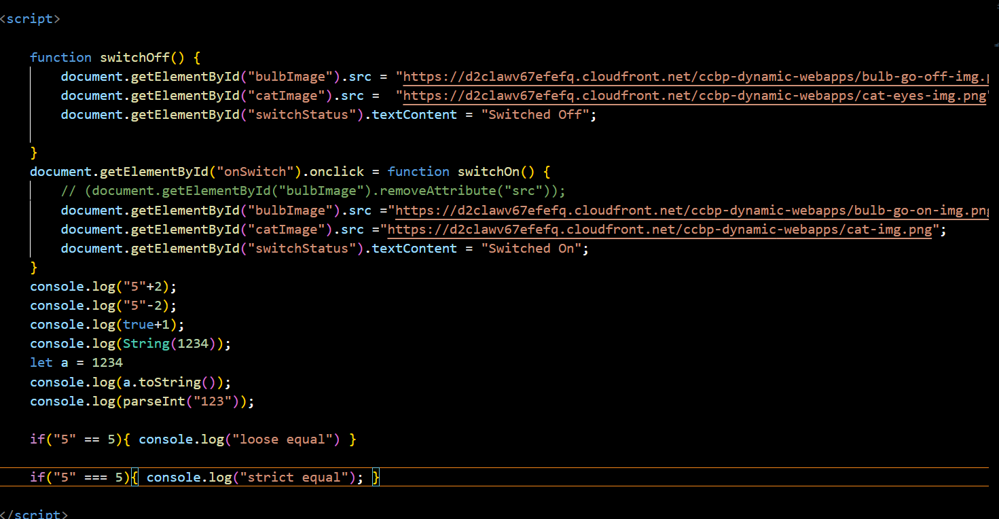 <script>
function switchOff() {
document.getElementById("bulbImage").src = "https://d2clawv67efefq.cloudfront.net/ccbp-dynamic-webapps/bulb-go-off-img.p
document.getElementById("catImage").src =  "https://d2clawv67efefq.cloudfront.net/ccbp-dynamic-webapps/cat-eyes-img.png"
document.getElementById("switchStatus").textContent = "Switched Off";
}
document.getElementById("onSwitch").onclick = function switchOn() {
// (document.getElementById("bulbImage").removeAttribute("src"));
document.getElementById("bulbImage").src ="https://d2clawv67efefq.cloudfront.net/ccbp-dynamic-webapps/bulb-go-on-img.png
document.getElementById("catImage").src ="https://d2clawv67efefq.cloudfront.net/ccbp-dynamic-webapps/cat-img.png";
document.getElementById("switchStatus").textContent = "Switched On";
}
console.log("5"+2);
console.log("5"-2);
console.log(true+1);
console.log(String(1234));
let a = 1234
console.log(a.toString());
console.log(parseInt("123"));
if("5" == 5){ console.log("loose equal") }
if("5" === 5){ console.log("strict equal"); }
</script>